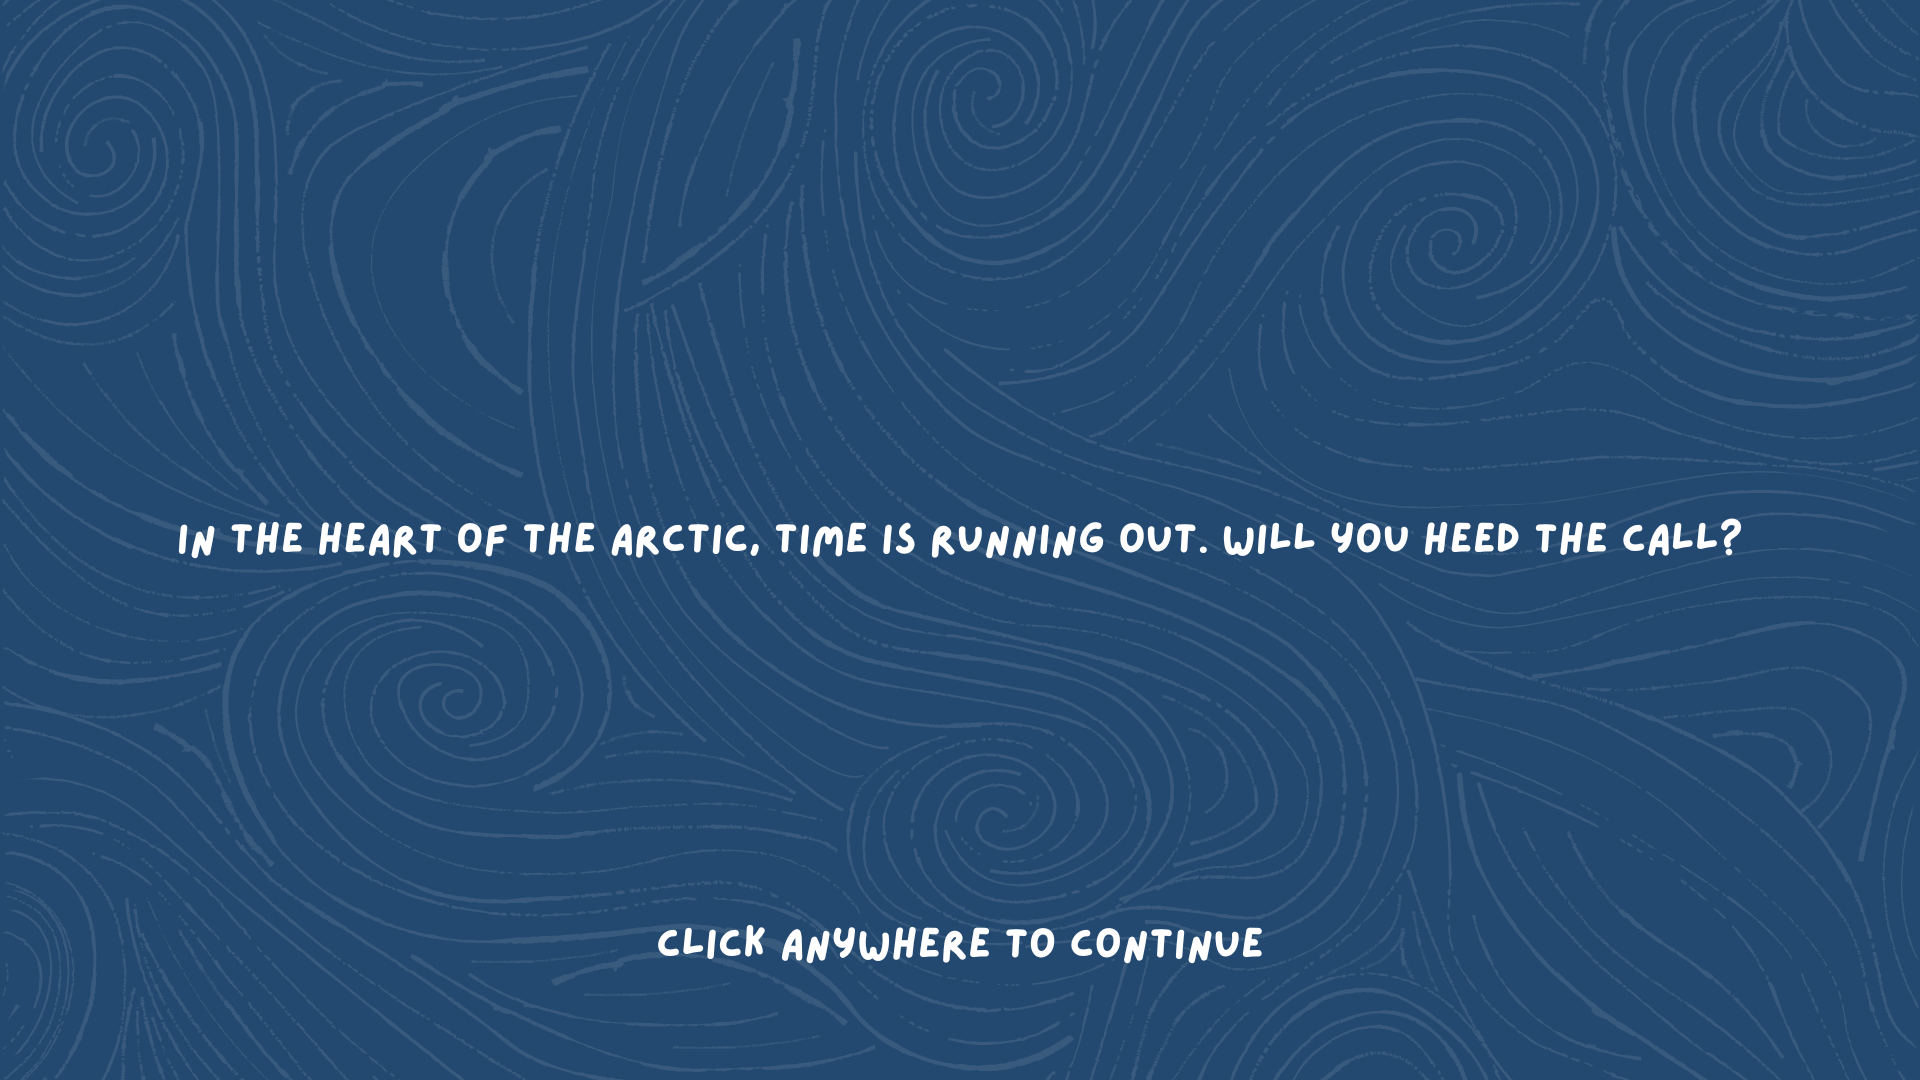 IN THE HEART OF THE ARCTIC, TIME IS RUNNING OUT. WILL YOU HEED THE CALL?
CLICK ANYWHERE TO CONTINUE